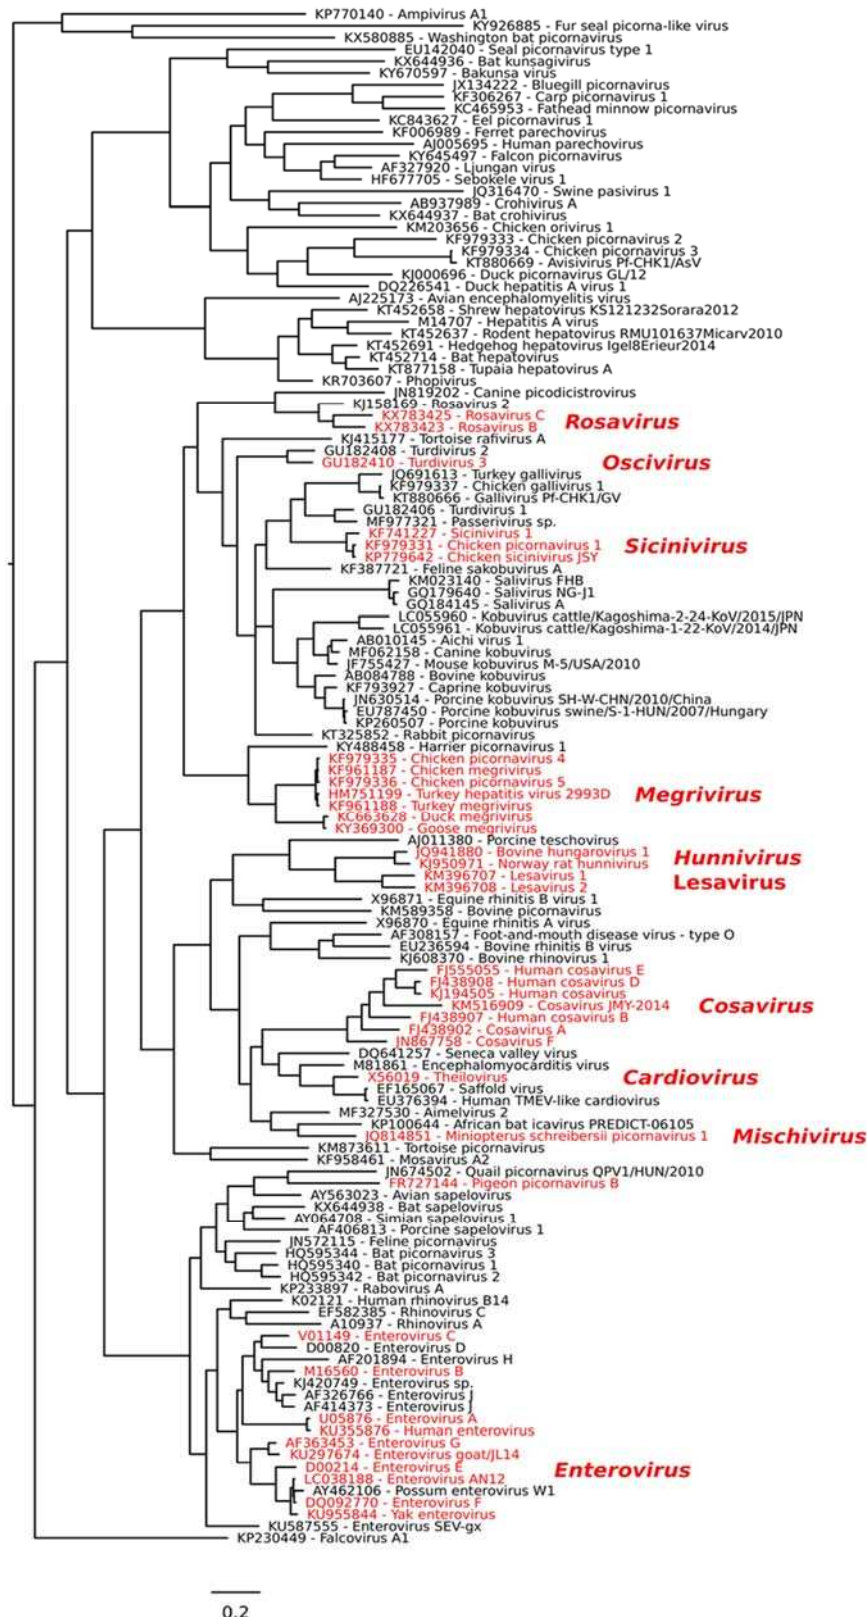 KP770140 - Ampivirus A1
KY926885 - Fur seal picorna-like virus
KX580885 - Washington bat picornavirus
EU142040 - Seal picornavirus type 1
KX644936 - Bat kunsagivirus
KY670597 - Bakunsa virus
JX134222 - Bluegill picornavirus
KF306267 - Carp picornavirus 1
KC465953 - Fathead minnow picornavirus
KC843627 - Eel picornavirus 1
KF006989 - Ferret parechovirus
AJ005695 - Human parechovirus
KY645497 - Falcon picornavirus
AF327920 - Ljungan virus
HF677705 - Sebokele virus 1
JQ316470 - Swine pasivirus 1
AB937989 - Crohivirus A
KX644937 - Bat crohivirus
KM203656 - Chicken orivirus 1
KF979333 - Chicken picornavirus 2
KF979334 - Chicken picornavirus 3
KT880669 - Avisivirus Pf-CHK1/AsV
KJ000696 - Duck picornavirus GL/12
DQ226541 - Duck hepatitis A virus 1
AJ225173 - Avian encephalomyelitis virus
KT452658 - Shrew hepatovirus KS121232Sorara2012
M14707 - Hepatitis A virus
KT452637 - Rodent hepatovirus RMU101637Micarv2010
KT452691 - Hedgehog hepatovirus Igel8Erieur2014
KT452714 - Bat hepatovirus
KT877158 - Tupaia hepatovirus A
KR703607 - Phopivirus
JN819202 - Canine picodicistrovirus
KJ158169 - Rosavirus 2
KX783425 - Rosavirus C
KX783423 - Rosavirus B
Rosavirus
KJ415177 - Tortoise rafivirus A
GU182408 - Turdivirus 2
GU182410 - Turdivirus 3
Oscivirus
JQ691613 - Turkey gallivirus
KF979337 - Chicken gallivirus 1
KT880666 - Gallivirus Pf-CHK1/GV
GU182406 - Turdivirus 1
MF977321 - Passerivirus sp.
KF741227 - Sicinivirus 1
KF979331 - Chicken picornavirus 1
KP779642 - Chicken sicinivirus JSY
Sicinivirus
KF387721 - Feline sakobuvirus A
KM023140 - Salivirus FHB
GQ179640 - Salivirus NG-J1
GQ184145 - Salivirus A
LC055960 - Kobuvirus cattle/Kagoshima-2-24-KoV/2015/JPN
LC055961 - Kobuvirus cattle/Kagoshima-1-22-KoV/2014/JPN
AB010145 - Aichi virus 1
MF062158 - Canine kobuvirus
JF755427 - Mouse kobuvirus M-5/USA/2010
AB084788 - Bovine kobuvirus
KF793927 - Caprine kobuvirus
JN630514 - Porcine kobuvirus SH-W-CHN/2010/China
EU787450 - Porcine kobuvirus swine/S-1-HUN/2007/Hungary
KP260507 - Porcine kobuvirus
KT325852 - Rabbit picornavirus
KY488458 - Harrier picornavirus 1
KF979335 - Chicken picornavirus 4
KF961187 - Chicken megrivirus
KF979336 - Chicken picornavirus 5
HM751199 - Turkey hepatitis virus 2993D
Megrivirus
KF961188 - Turkey megrivirus
KC663628 - Duck megrivirus
KY369300 - Goose megrivirus
AJ011380 - Porcine teschovirus
JQ941880 - Bovine hungarovirus 1
KJ950971 - Norway rat hunnivirus
Hunnivirus
KM396707 - Lesavirus 1
KM396708 - Lesavirus 2
Lesavirus
X96871 - Equine rhinitis B virus 1
KM589358 - Bovine picornavirus
X96870 - Equine rhinitis A virus
AF308157 - Foot-and-mouth disease virus - type O
EU236594 - Bovine rhinitis B virus
KJ608370 - Bovine rhinovirus 1
FJ555055 - Human cosavirus E
FJ438908 - Human cosavirus D
KJ194505 - Human cosavirus
KM516909 - Cosavirus JMY-2014
Cosavirus
FJ438907 - Human cosavirus B
FJ438902 - Cosavirus A
JN867758 - Cosavirus F
DQ641257 - Seneca valley virus
M81861 - Encephalomyocarditis virus
X56019 - Theilovirus
Cardiovirus
EF165067 - Saffold virus
EU376394 - Human TMEV-like cardiovirus
MF327530 - Aimelvirus 2
KP100644 - African bat icavirus PREDICT-06105
JQ814851 - Miniopterus schreibersii picornavirus 1
Mischivirus
KM873611 - Tortoise picornavirus
KF958461 - Mosavirus A2
JN674502 - Quail picornavirus QPV1/HUN/2010
FR727144 - Pigeon picornavirus B
AY563023 - Avian sapelovirus
KX644938 - Bat sapelovirus
AY064708 - Simian sapelovirus 1
AF406813 - Porcine sapelovirus 1
JN572115 - Feline picornavirus
HQ595344 - Bat picornavirus 3
HQ595340 - Bat picornavirus 1
HQ595342 - Bat picornavirus 2
KP233897 - Rabovirus A
K02121 - Human rhinovirus B14
EF582385 - Rhinovirus C
A10937 - Rhinovirus A
V01149 - Enterovirus C
D00820 - Enterovirus D
AF201894 - Enterovirus H
M16560 - Enterovirus B
KJ420749 - Enterovirus sp.
AF326766 - Enterovirus J
AF414373 - Enterovirus J
U05876 - Enterovirus A
KU355876 - Human enterovirus
AF363453 - Enterovirus G
KU297674 - Enterovirus goat/JL14
D00214 - Enterovirus E
Enterovirus
LC038188 - Enterovirus AN12
AY462106 - Possum enterovirus W1
DQ092770 - Enterovirus F
KU955844 - Yak enterovirus
KU587555 - Enterovirus SEV-gx
KP230449 - Falcovirus A1
0.2